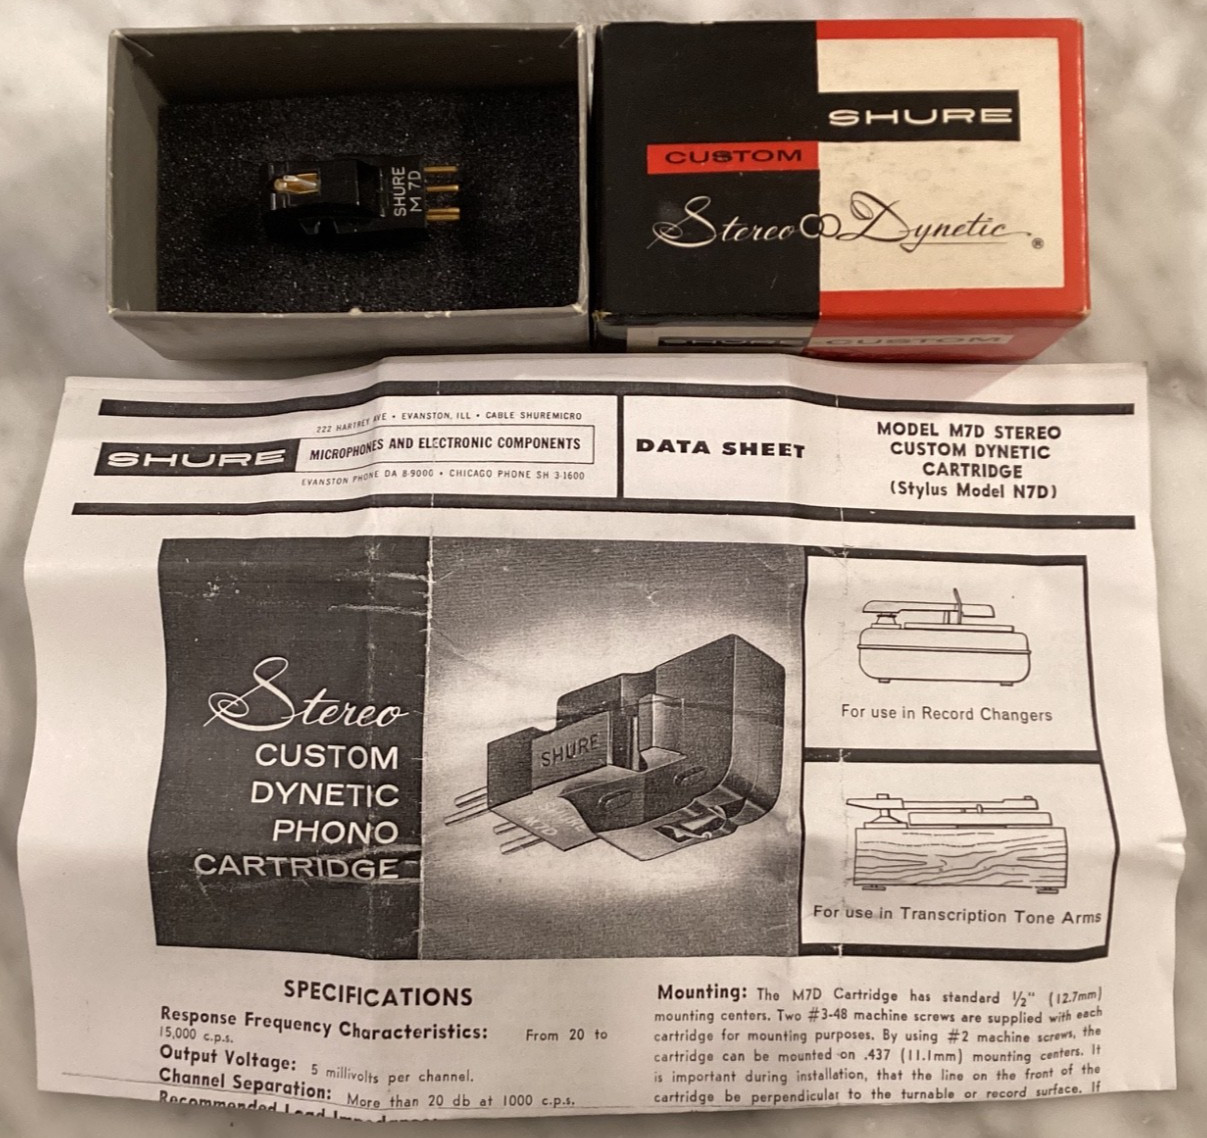 SHURE
M 7D
SHURE
CUSTOM
Stereo Dynetic ®
SHURE CUSTOM
222 HARTREY AVE • EVANSTON, ILL • CABLE SHUREMICRO
SHURE
MICROPHONES AND ELECTRONIC COMPONENTS
EVANSTON PHONE DA 8-9000 • CHICAGO PHONE SH 3-1600
DATA SHEET
MODEL M7D STEREO
CUSTOM DYNETIC
CARTRIDGE
(Stylus Model N7D)
Stereo
CUSTOM
DYNETIC
PHONO
CARTRIDGE
SHURE
SHURE
M7D
For use in Record Changers
For use in Transcription Tone Arms
SPECIFICATIONS
Response Frequency Characteristics: From 20 to
15,000 c.p.s.
Output Voltage: 5 millivolts per channel.
Channel Separation: More than 20 db at 1000 c.p.s.
Recommended Load
Mounting: The M7D Cartridge has standard ½" (12.7mm)
mounting centers. Two #3-48 machine screws are supplied with each
cartridge for mounting purposes. By using #2 machine screws, the
cartridge can be mounted on .437 (11.1mm) mounting centers. It
is important during installation, that the line on the front of the
cartridge be perpendicular to the turnable or record surface. If